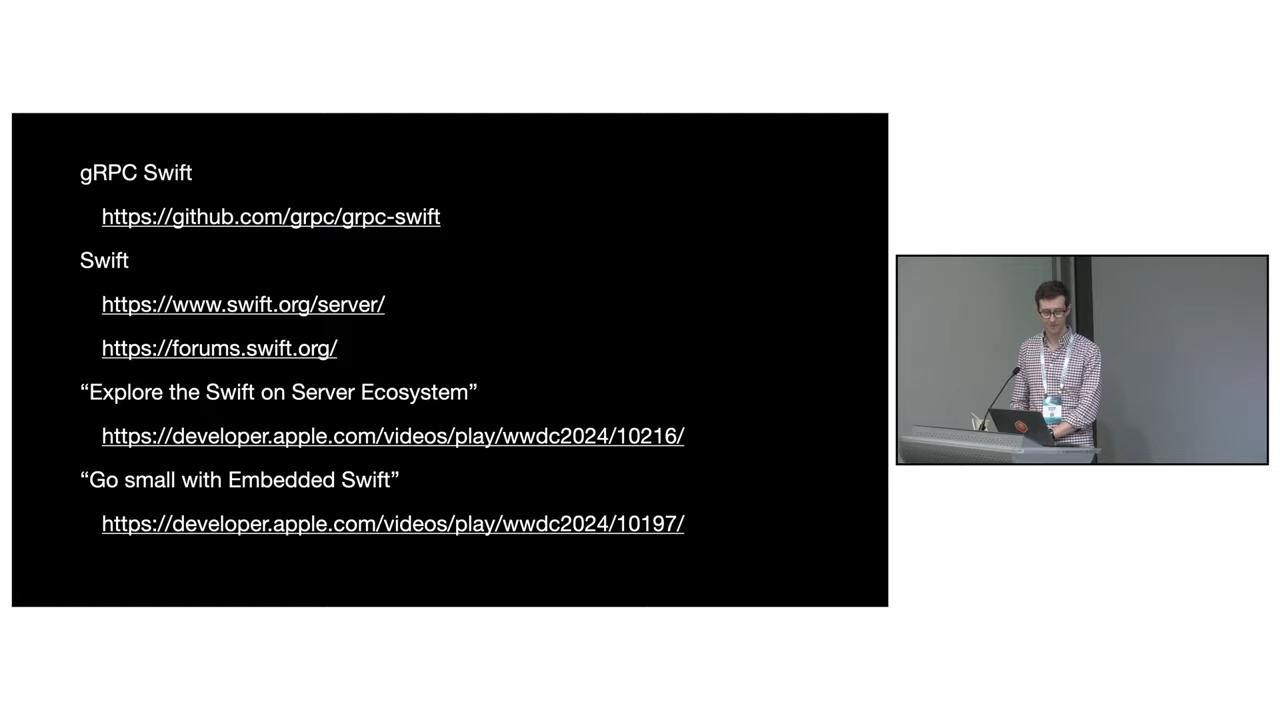 gRPC Swift
https://github.com/grpc/grpc-swift
Swift
https://www.swift.org/server/
https://forums.swift.org/
“Explore the Swift on Server Ecosystem”
https://developer.apple.com/videos/play/wwdc2024/10216/
“Go small with Embedded Swift”
https://developer.apple.com/videos/play/wwdc2024/10197/